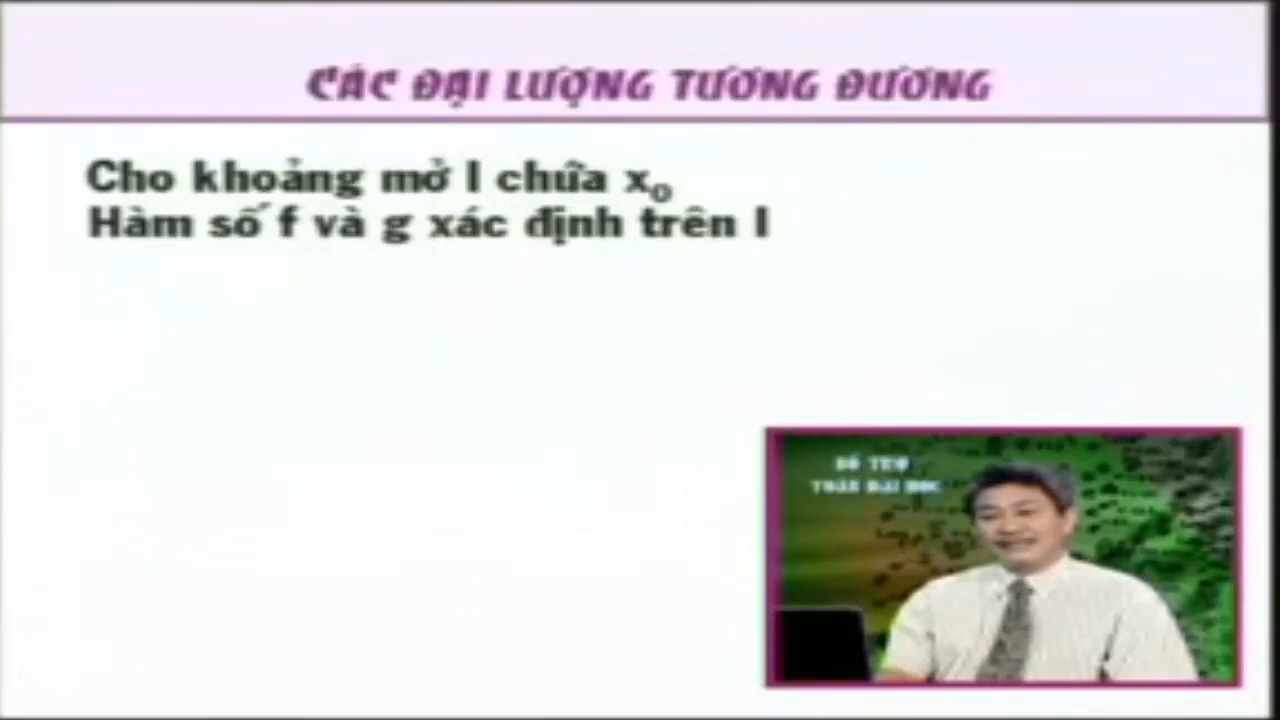 CÁC ĐẠI LƯỢNG TƯƠNG ĐƯƠNG
Cho khoảng mở I chứa x₀
Hàm số f và g xác định trên I